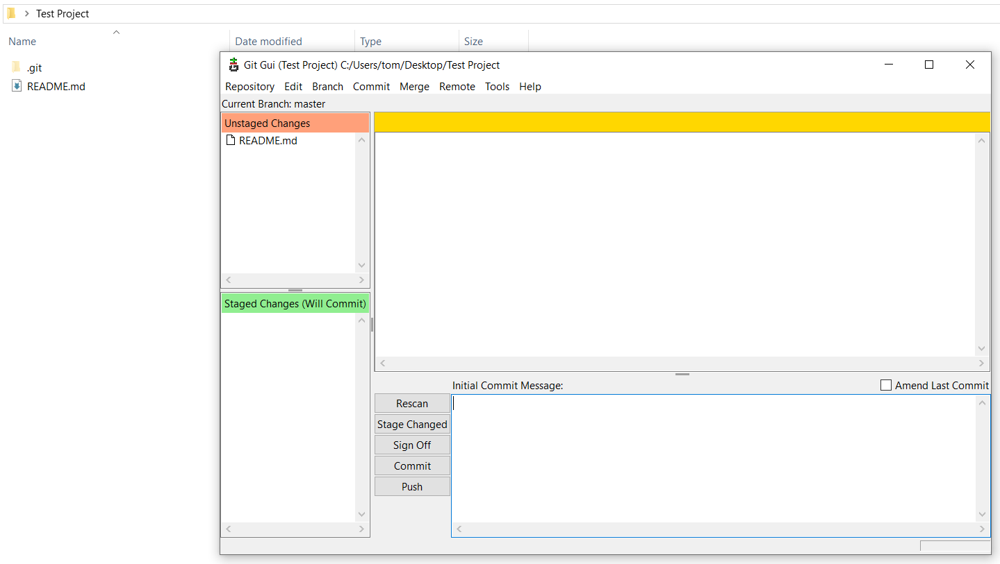 Test Project
Name Date modified Type Size
.git
README.md
Git Gui (Test Project) C:/Users/tom/Desktop/Test Project
Repository Edit Branch Commit Merge Remote Tools Help
Current Branch: master
Unstaged Changes
README.md
Staged Changes (Will Commit)
Initial Commit Message: Amend Last Commit
Rescan
Stage Changed
Sign Off
Commit
Push